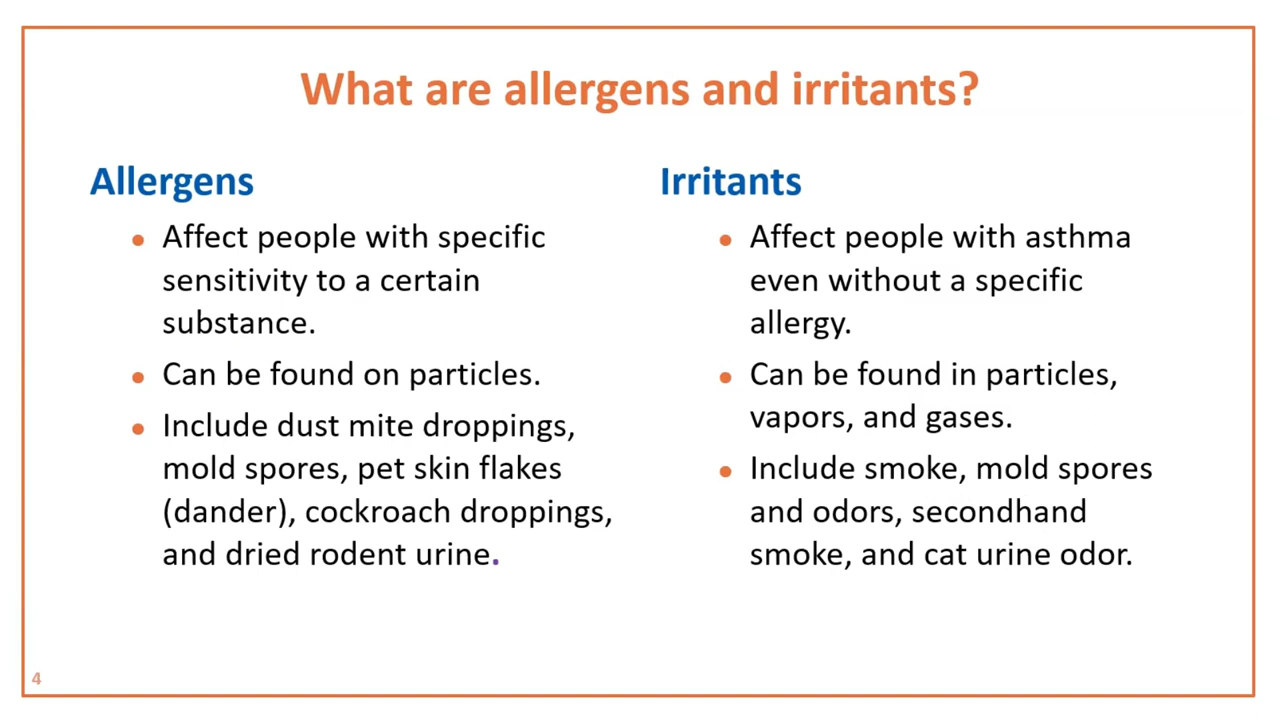 What are allergens and irritants?
Allergens
• Affect people with specific
sensitivity to a certain
substance.
• Can be found on particles.
• Include dust mite droppings,
mold spores, pet skin flakes
(dander), cockroach droppings,
and dried rodent urine.
Irritants
• Affect people with asthma
even without a specific
allergy.
• Can be found in particles,
vapors, and gases.
• Include smoke, mold spores
and odors, secondhand
smoke, and cat urine odor.
4